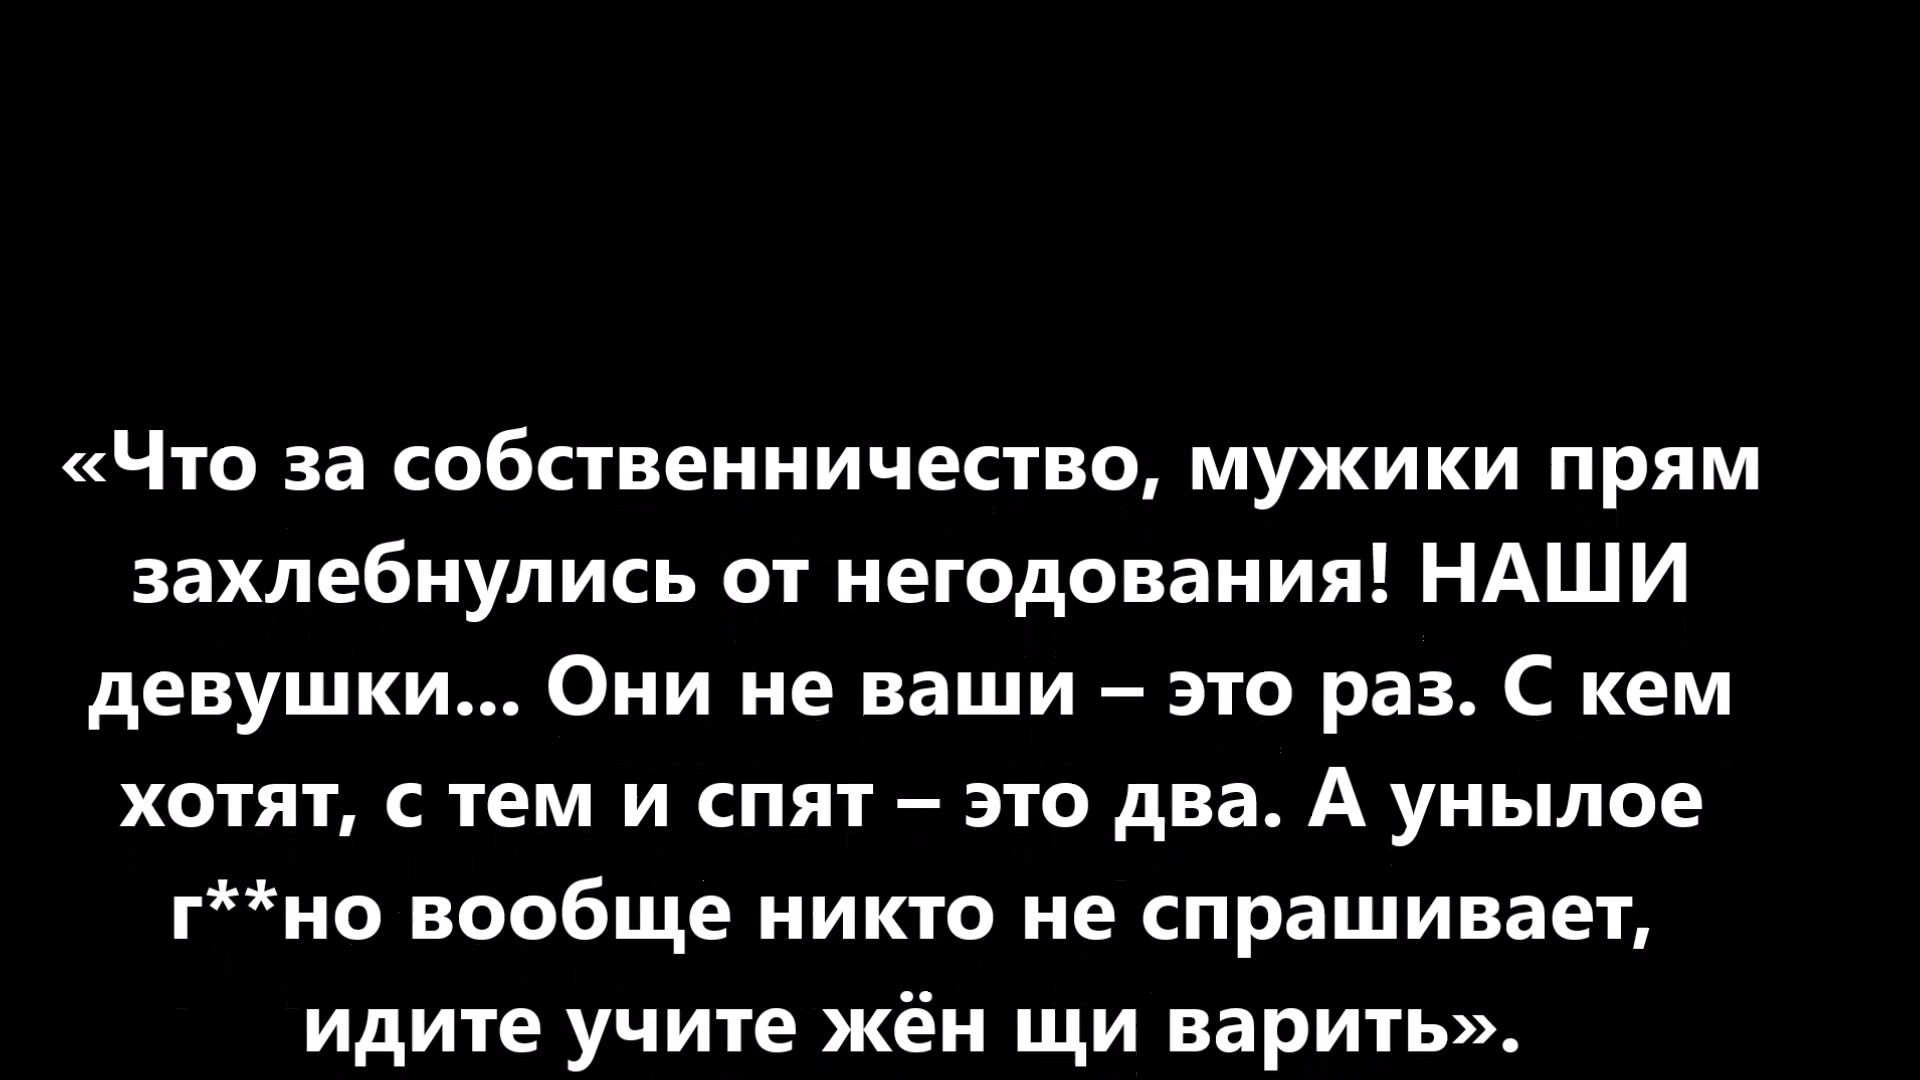 «Что за собственничество, мужики прям
захлебнулись от негодования! НАШИ
девушки... Они не ваши – это раз. С кем
хотят, с тем и спят – это два. А унылое
г**но вообще никто не спрашивает,
идите учите жён щи варить».